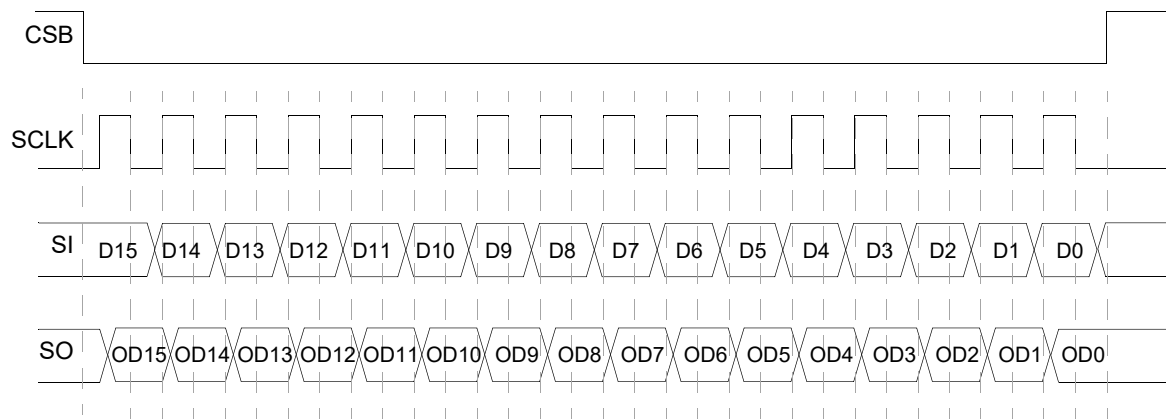 CSB
SCLK
SI D15 D14 D13 D12 D11 D10 D9 D8 D7 D6 D5 D4 D3 D2 D1 D0
SO OD15 OD14 OD13 OD12 OD11 OD10 OD9 OD8 OD7 OD6 OD5 OD4 OD3 OD2 OD1 OD0